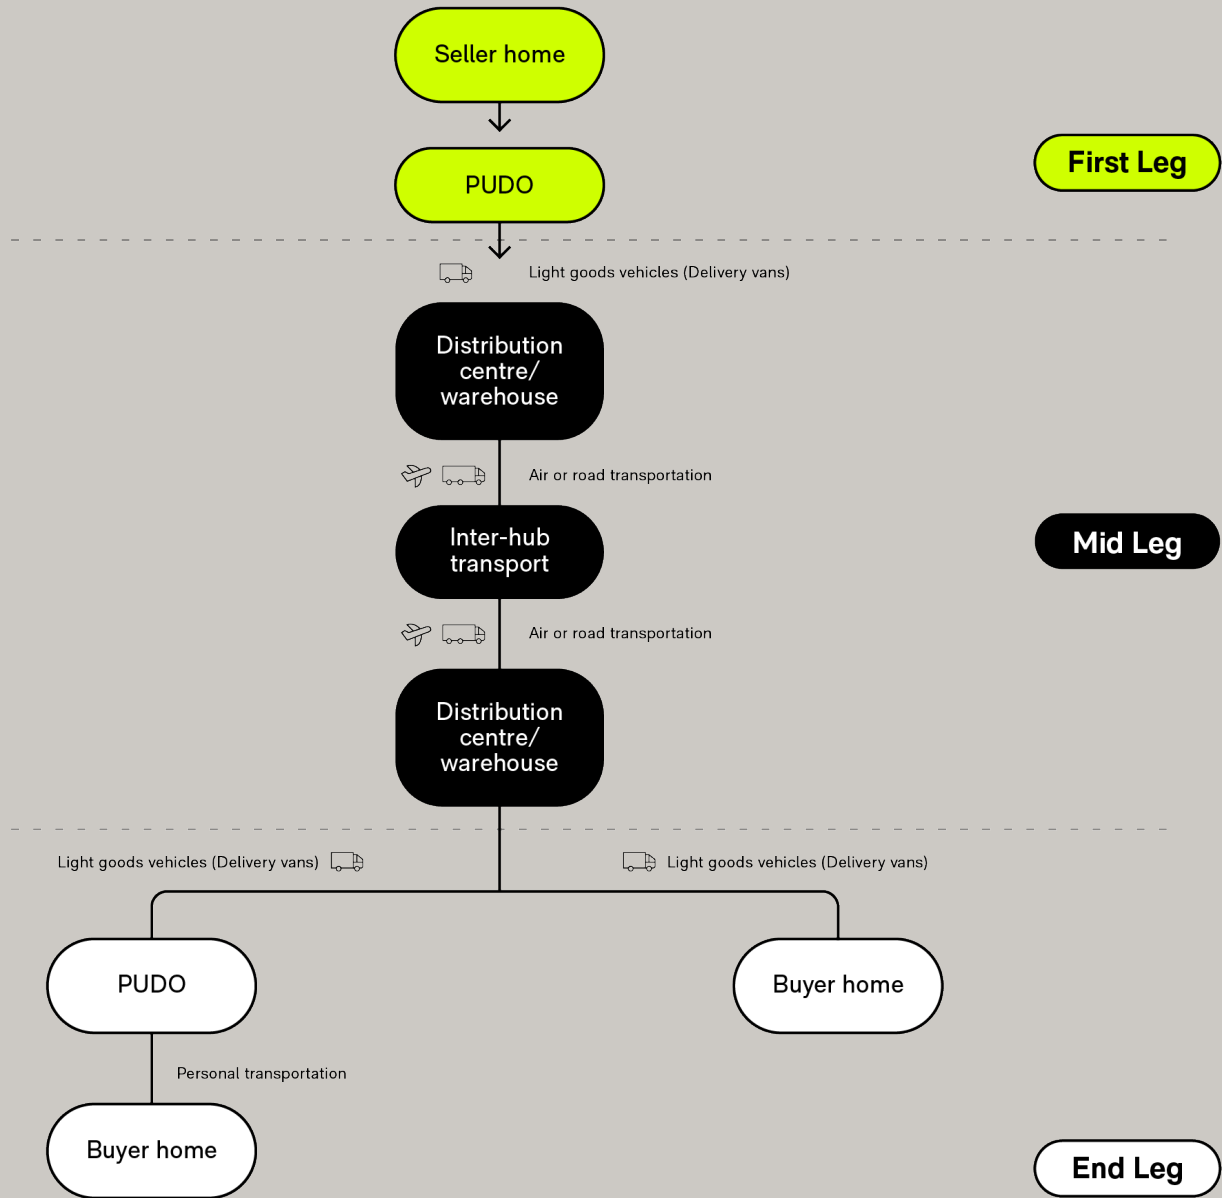 Seller home
PUDO
First Leg
Light goods vehicles (Delivery vans)
Distribution
centre/
warehouse
Air or road transportation
Inter-hub
transport
Mid Leg
Air or road transportation
Distribution
centre/
warehouse
Light goods vehicles (Delivery vans)
Light goods vehicles (Delivery vans)
PUDO
Buyer home
Personal transportation
Buyer home
End Leg